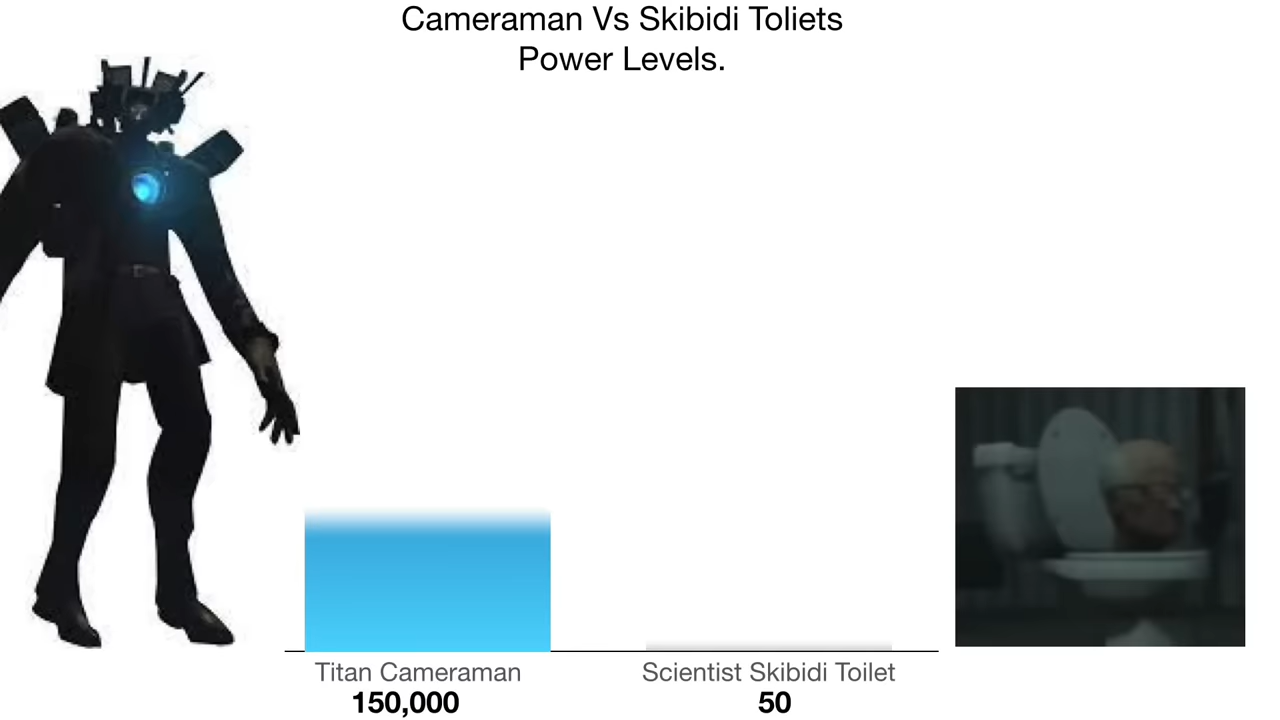 Cameraman Vs Skibidi Toliets
Power Levels.
Titan Cameraman
150,000
Scientist Skibidi Toilet
50